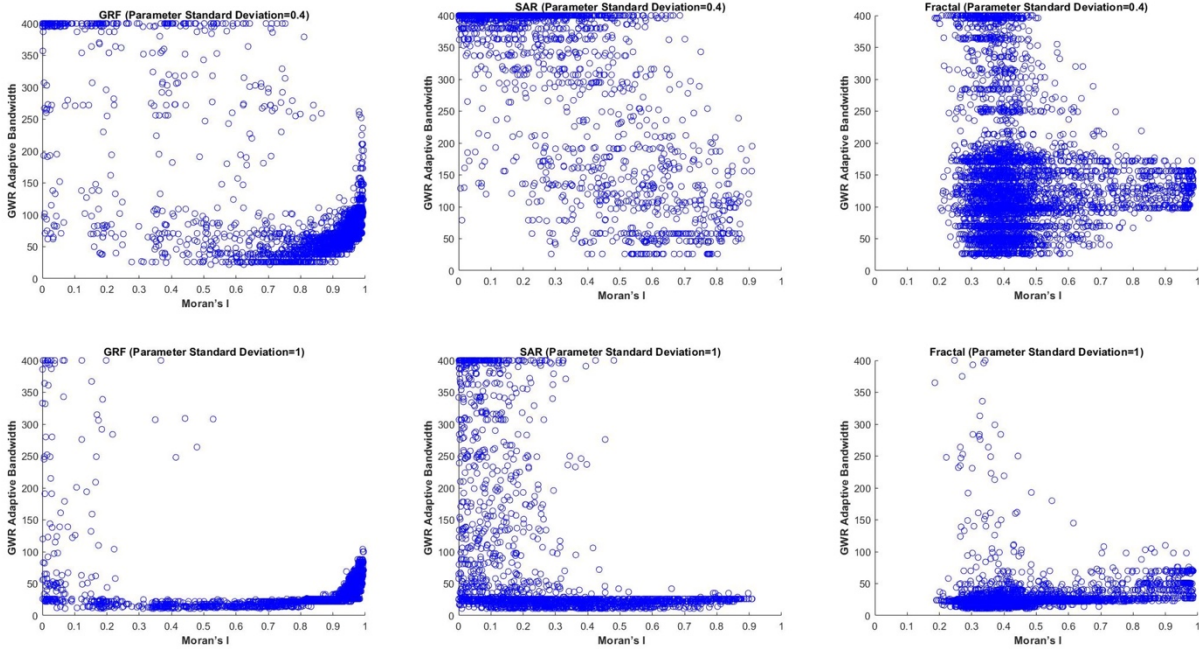 GRF (Parameter Standard Deviation=0.4)
GWR Adaptive Bandwidth
400
350
300
250
200
150
100
50
0
0 0.1 0.2 0.3 0.4 0.5 0.6 0.7 0.8 0.9 1
Moran's I
SAR (Parameter Standard Deviation=0.4)
GWR Adaptive Bandwidth
400
350
300
250
200
150
100
50
0
0 0.1 0.2 0.3 0.4 0.5 0.6 0.7 0.8 0.9 1
Moran's I
Fractal (Parameter Standard Deviation=0.4)
GWR Adaptive Bandwidth
400
350
300
250
200
150
100
50
0
0 0.1 0.2 0.3 0.4 0.5 0.6 0.7 0.8 0.9 1
Moran's I
GRF (Parameter Standard Deviation=1)
GWR Adaptive Bandwidth
400
350
300
250
200
150
100
50
0
0 0.1 0.2 0.3 0.4 0.5 0.6 0.7 0.8 0.9 1
Moran's I
SAR (Parameter Standard Deviation=1)
GWR Adaptive Bandwidth
400
350
300
250
200
150
100
50
0
0 0.1 0.2 0.3 0.4 0.5 0.6 0.7 0.8 0.9 1
Moran's I
Fractal (Parameter Standard Deviation=1)
GWR Adaptive Bandwidth
400
350
300
250
200
150
100
50
0
0 0.1 0.2 0.3 0.4 0.5 0.6 0.7 0.8 0.9 1
Moran's I